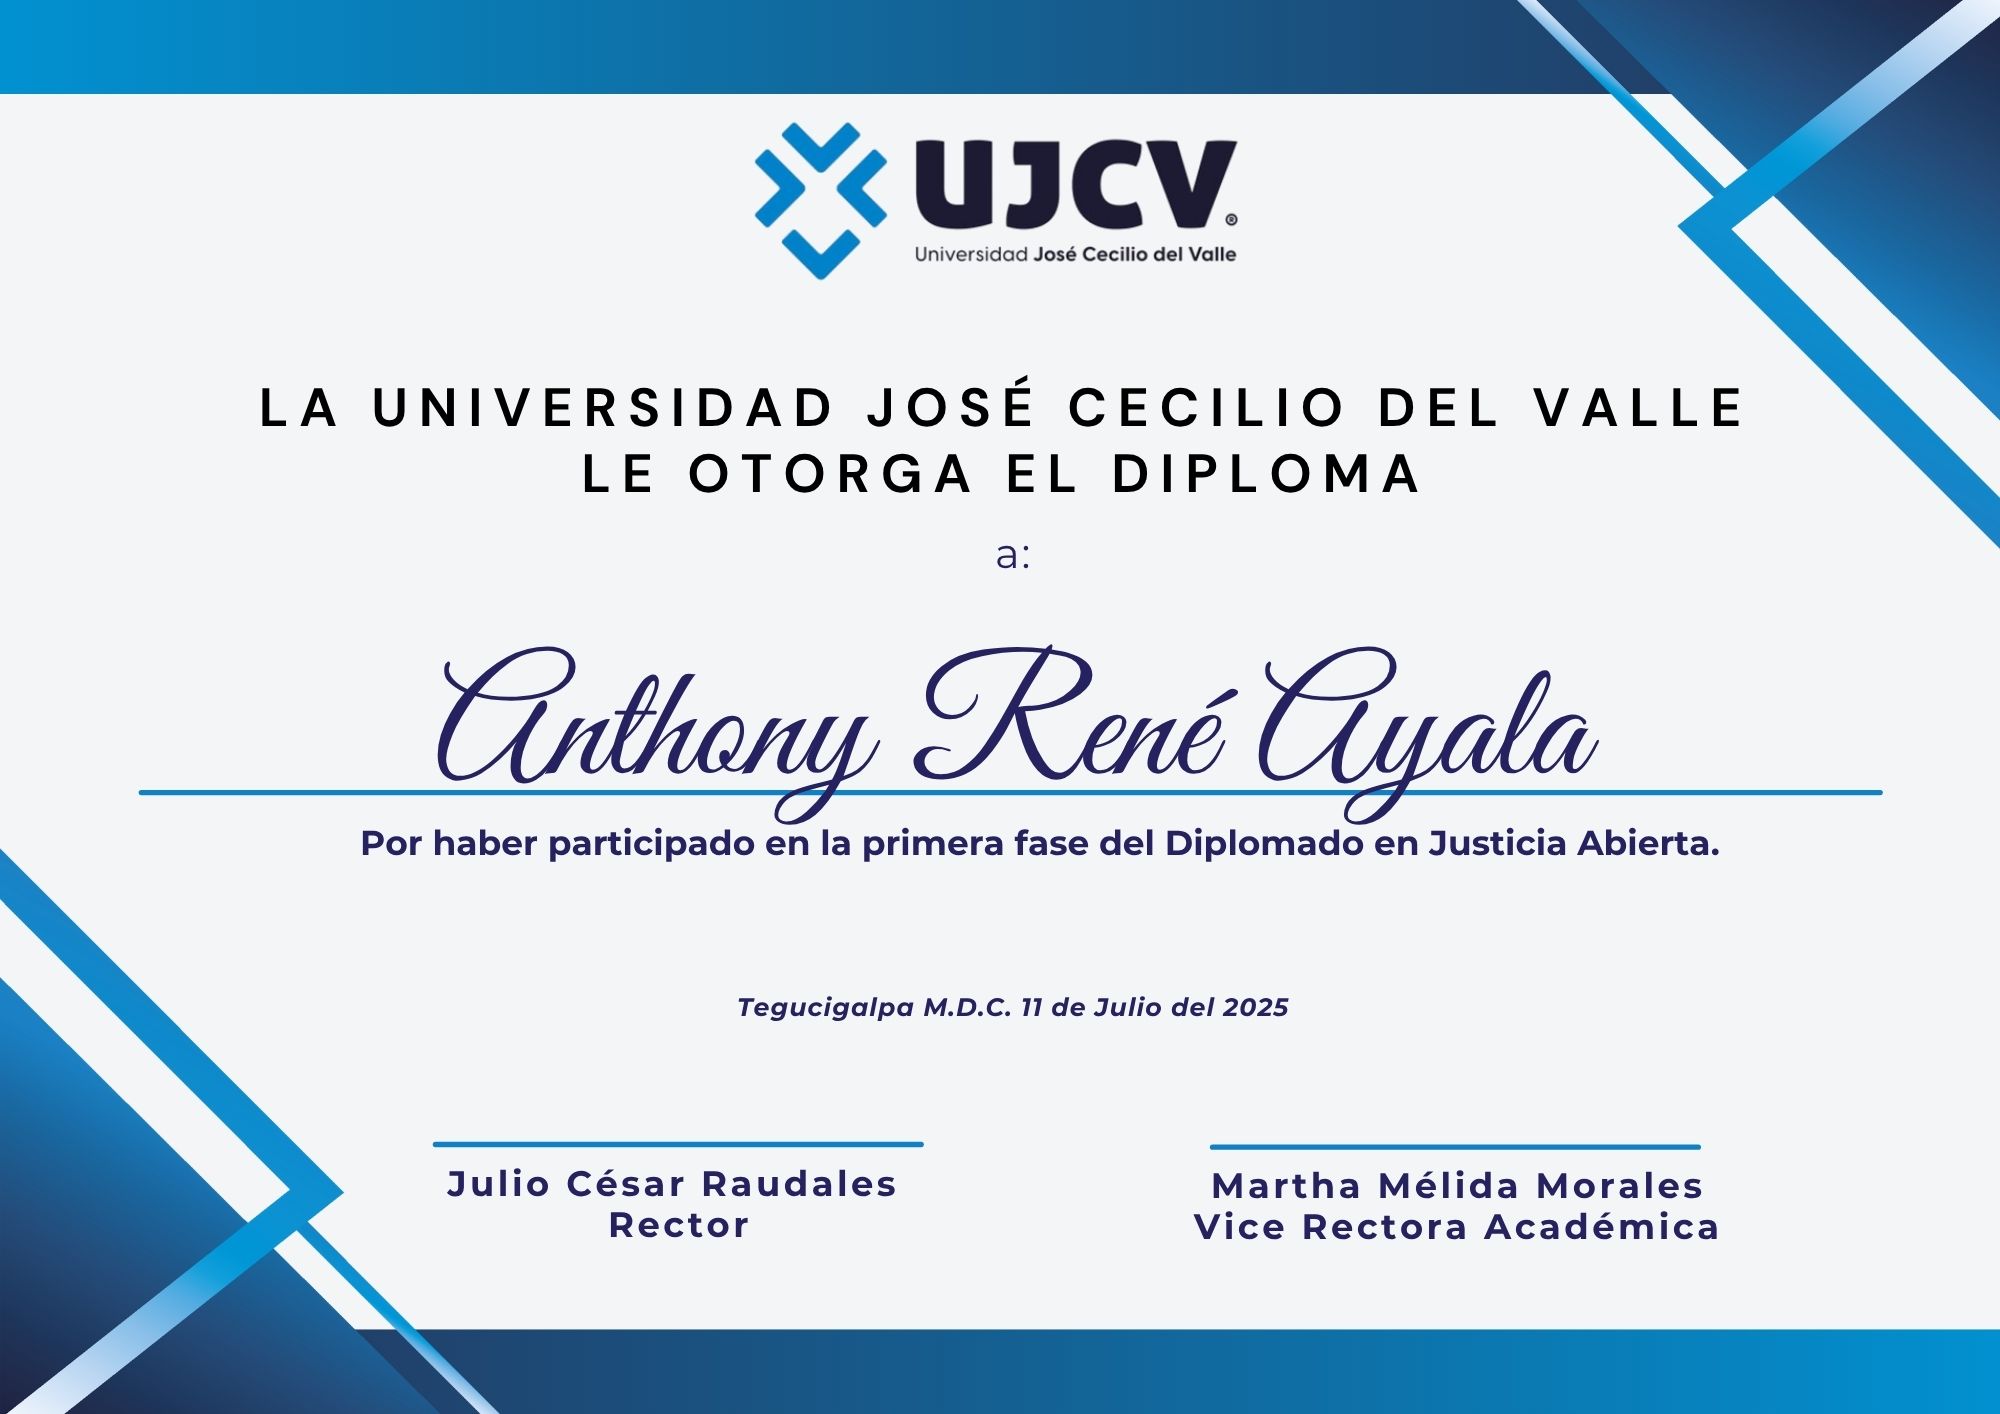 UJCV®
Universidad José Cecilio del Valle
LA UNIVERSIDAD JOSÉ CECILIO DEL VALLE
LE OTORGA EL DIPLOMA
a:
Anthony René Ayala
Por haber participado en la primera fase del Diplomado en Justicia Abierta.
Tegucigalpa M.D.C. 11 de Julio del 2025
Julio César Raudales
Rector
Martha Mélida Morales
Vice Rectora Académica